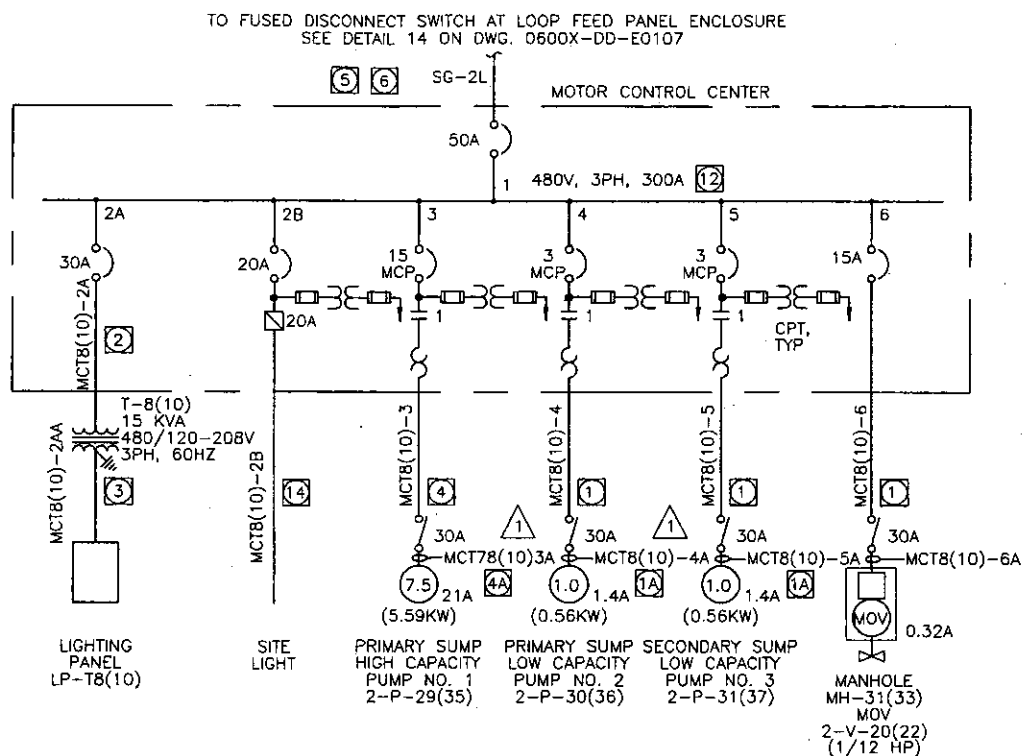 TO FUSED DISCONNECT SWITCH AT LOOP FEED PANEL ENCLOSURE
SEE DETAIL 14 ON DWG. 0600X-DD-E0107
5 6 SG-2L
MOTOR CONTROL CENTER
50A
1 480V, 3PH, 300A 12
2A 2B 3 4 5 6
30A 20A 15 MCP 3 MCP 3 MCP 15A
MCT8(10)-2A
20A 1 1 1
CPT,
TYP
2
T-8(10)
15 KVA
480/120-208V
3PH, 60HZ
MCT8(10)-2AA
3
MCT8(10)-2B
14
MCT8(10)-3
4
MCT8(10)-4
1
MCT8(10)-5
1
MCT8(10)-6
1
30A 1 30A 1 30A 30A
MCT78(10)3A MCT8(10)-4A MCT8(10)-5A MCT8(10)-6A
7.5 21A 4A 1.0 1.4A 1A 1.0 1.4A 1A MOV 0.32A
(5.59KW) (0.56KW) (0.56KW)
LIGHTING
PANEL
LP-T8(10)
SITE
LIGHT
PRIMARY SUMP
HIGH CAPACITY
PUMP NO. 1
2-P-29(35)
PRIMARY SUMP
LOW CAPACITY
PUMP NO. 2
2-P-30(36)
SECONDARY SUMP
LOW CAPACITY
PUMP NO. 3
2-P-31(37)
MANHOLE
MH-31(33)
MOV
2-V-20(22)
(1/12 HP)